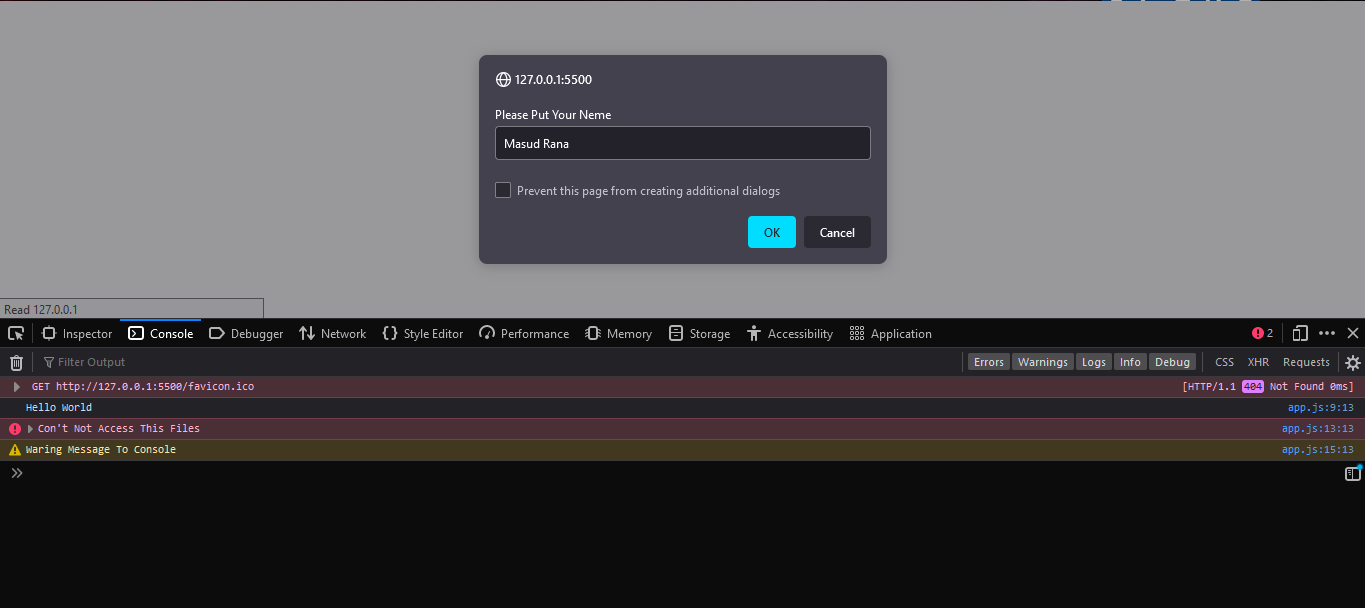 127.0.0.1:5500
Please Put Your Neme
Masud Rana
Prevent this page from creating additional dialogs
OK Cancel
Read 127.0.0.1
Inspector Console Debugger Network Style Editor Performance Memory Storage Accessibility Application 2
Filter Output Errors Warnings Logs Info Debug CSS XHR Requests
GET http://127.0.0.1:5500/favicon.ico [HTTP/1.1 404 Not Found 0ms]
Hello World app.js:9:13
Con't Not Access This Files app.js:13:13
Waring Message To Console app.js:15:13